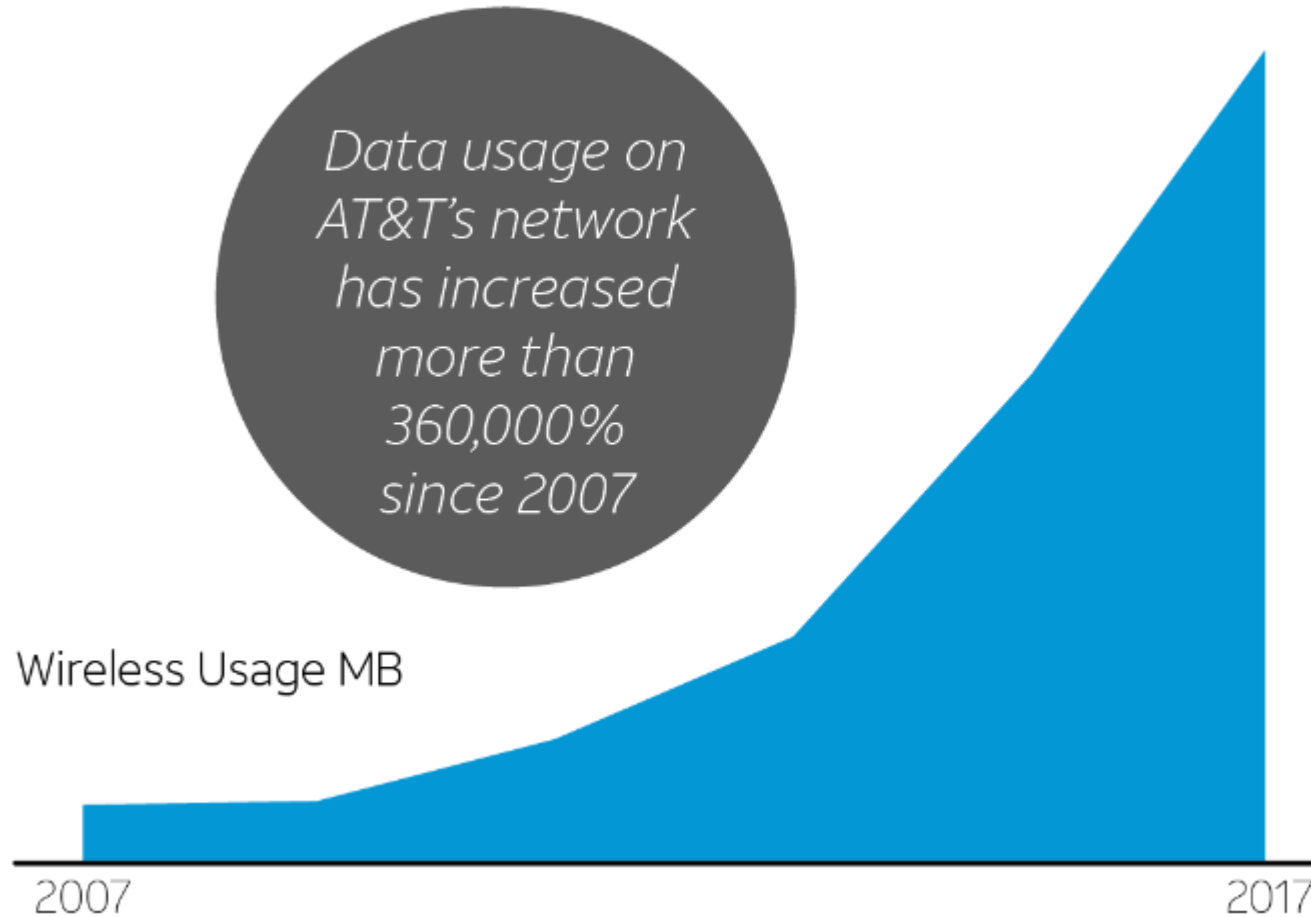 Data usage on
AT&T’s network
has increased
more than
360,000%
since 2007
Wireless Usage MB
2007
2017